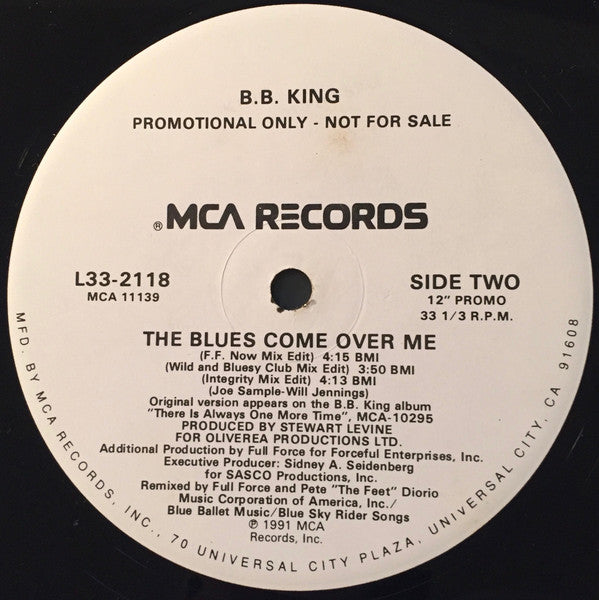 B.B. KING
PROMOTIONAL ONLY - NOT FOR SALE
® MCA RECORDS
L33-2118
MCA 11139
SIDE TWO
12" PROMO
33 1/3 R.P.M.
THE BLUES COME OVER ME
(F.F. Now Mix Edit) 4:15 BMI
(Wild and Bluesy Club Mix Edit) 3:50 BMI
(Integrity Mix Edit) 4:13 BMI
(Joe Sample-Will Jennings)
Original version appears on the B.B. King album
"There Is Always One More Time", MCA-10295
PRODUCED BY STEWART LEVINE
FOR OLIVEREA PRODUCTIONS LTD.
Additional Production by Full Force for Forceful Enterprises, Inc.
Executive Producer: Sidney A. Seidenberg
for SASCO Productions, Inc.
Remixed by Full Force and Pete "The Feet" Diorio
Music Corporation of America, Inc./
Blue Ballet Music/Blue Sky Rider Songs
℗ 1991 MCA
Records, Inc.
MFD. BY MCA RECORDS, INC., 70 UNIVERSAL CITY PLAZA, UNIVERSAL CITY, CA 91608